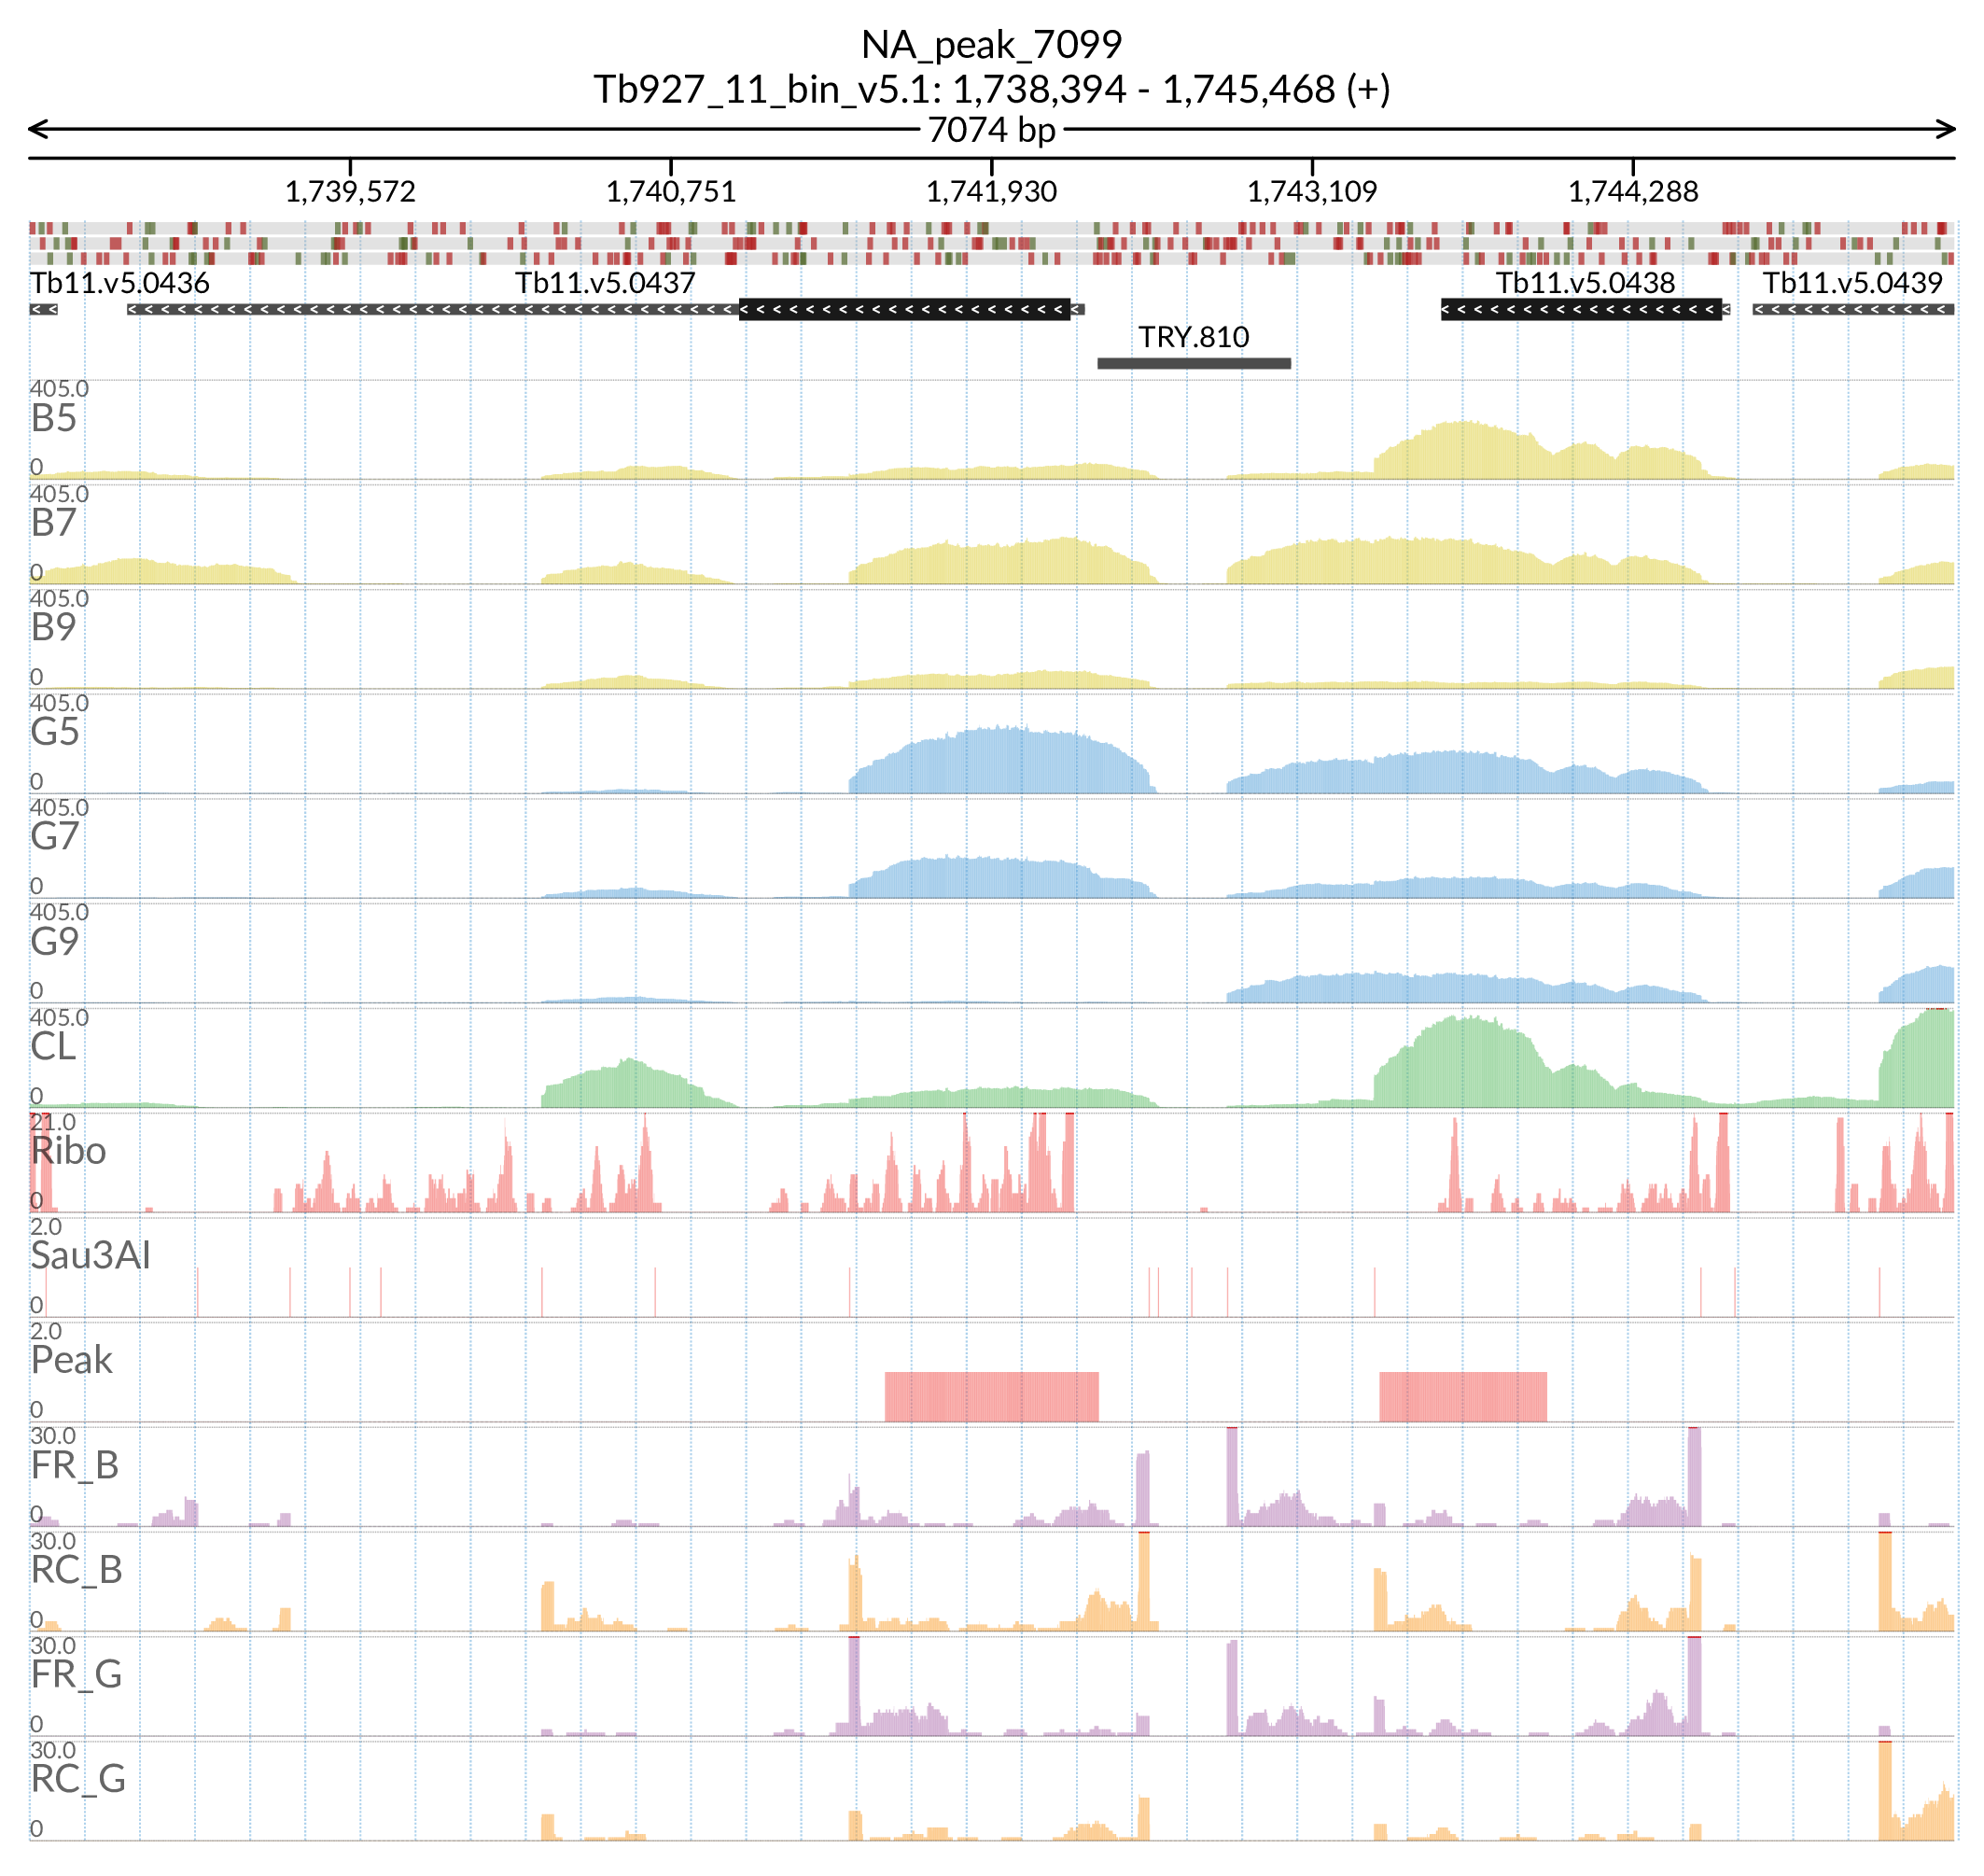 NA_peak_7099
Tb927_11_bin_v5.1: 1,738,394 - 1,745,468 (+)
7074 bp
1,739,572 1,740,751 1,741,930 1,743,109 1,744,288
Tb11.v5.0436 Tb11.v5.0437 Tb11.v5.0438 Tb11.v5.0439
TRY.810
405.0
B5
0
405.0
B7
0
405.0
B9
0
405.0
G5
0
405.0
G7
0
405.0
G9
0
405.0
CL
0
21.0
Ribo
0
2.0
Sau3AI
0
2.0
Peak
0
30.0
FR_B
0
30.0
RC_B
0
30.0
FR_G
0
30.0
RC_G
0